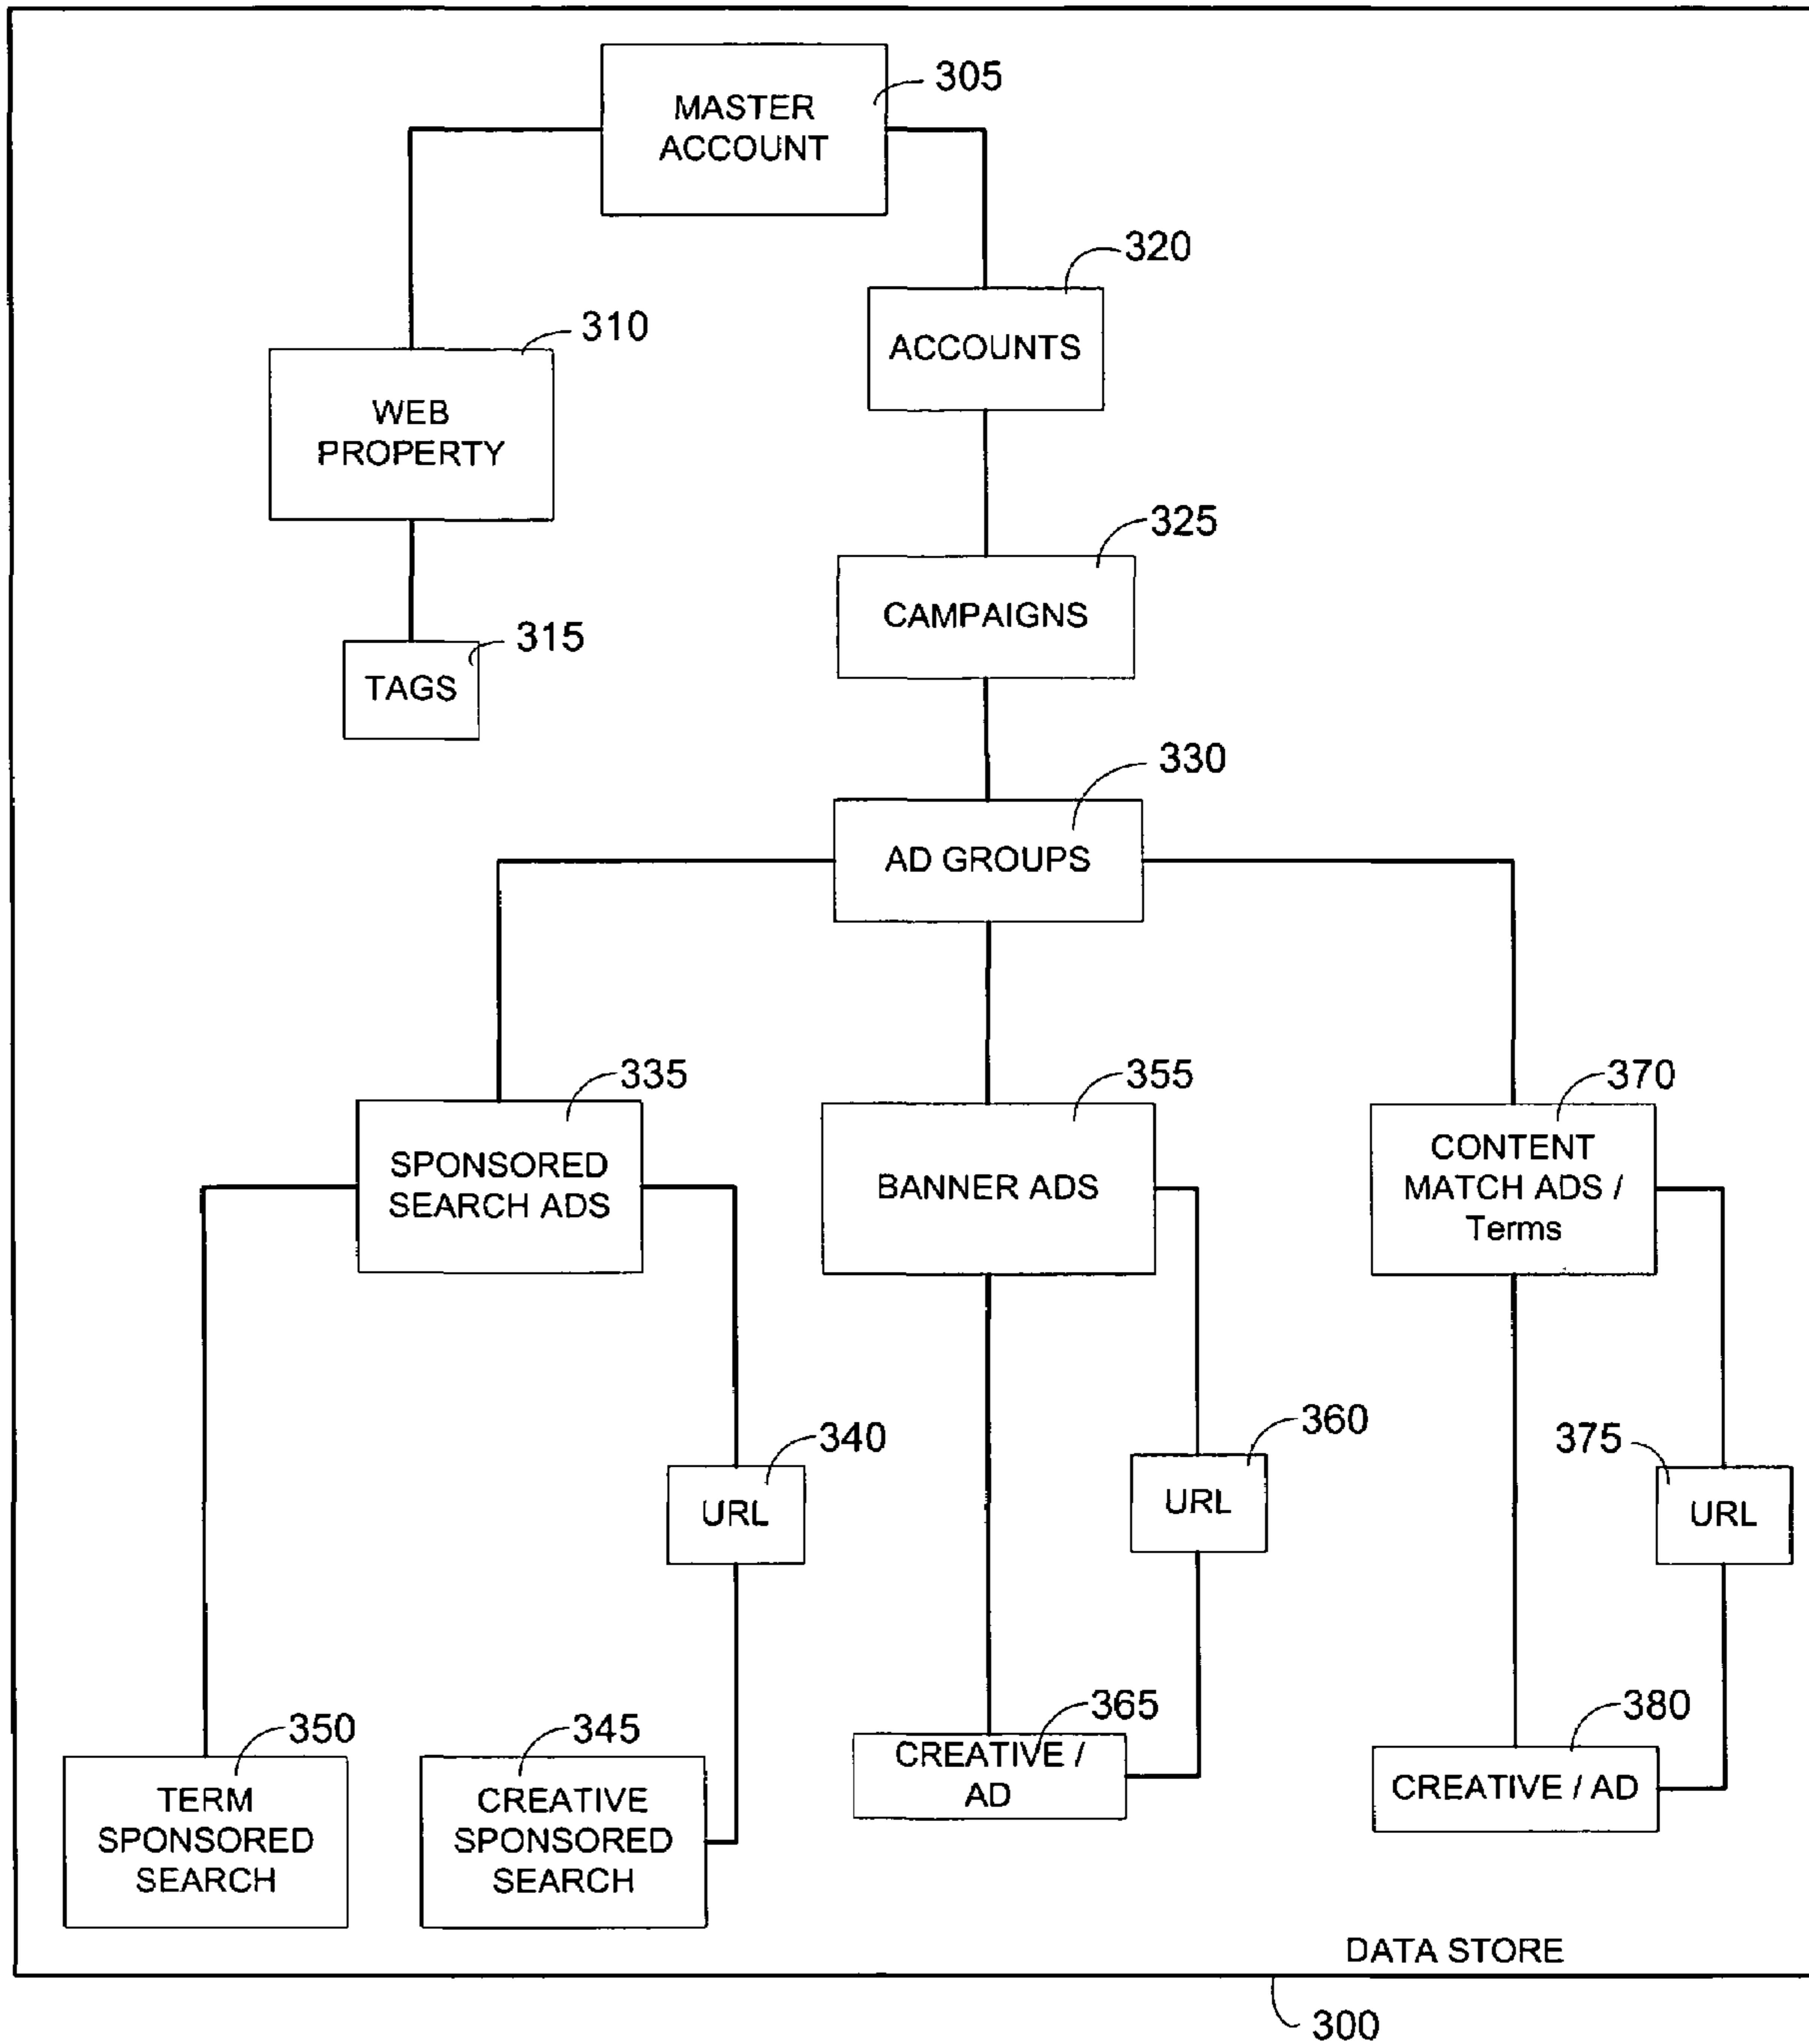 305
MASTER
ACCOUNT
320
310
ACCOUNTS
WEB
PROPERTY
325
CAMPAIGNS
315
TAGS
330
AD GROUPS
335
355
370
SPONSORED
SEARCH ADS
BANNER ADS
CONTENT
MATCH ADS /
Terms
340
360
375
URL
URL
URL
350
345
365
380
TERM
SPONSORED
SEARCH
CREATIVE
SPONSORED
SEARCH
CREATIVE /
AD
CREATIVE / AD
DATA STORE
300